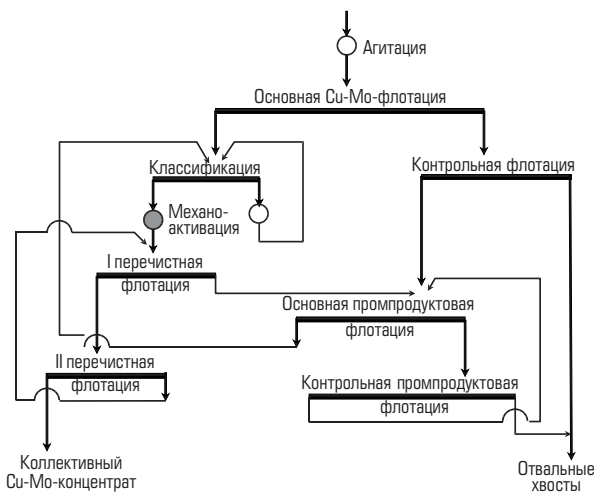 Агитация
Основная Cu-Mo-флотация
Классификация
Контрольная флотация
Механо-
активация
I перечистная
флотация
Основная промпродуктовая
флотация
II перечистная
флотация
Контрольная промпродуктовая
флотация
Коллективный
Cu-Mo-концентрат
Отвальные
хвосты